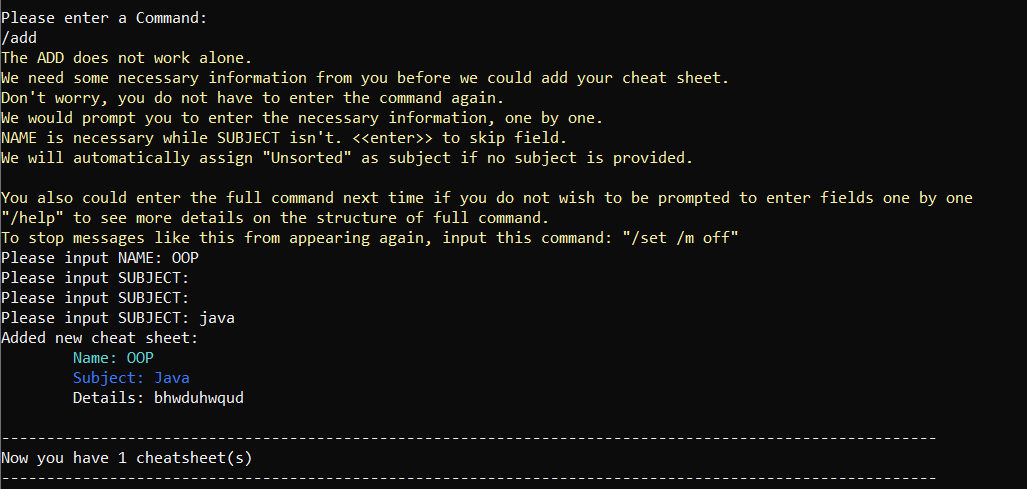 Please enter a Command:
/add
The ADD does not work alone.
We need some necessary information from you before we could add your cheat sheet.
Don't worry, you do not have to enter the command again.
We would prompt you to enter the necessary information, one by one.
NAME is necessary while SUBJECT isn't. <<enter>> to skip field.
We will automatically assign "Unsorted" as subject if no subject is provided.
You also could enter the full command next time if you do not wish to be prompted to enter fields one by one
"/help" to see more details on the structure of full command.
To stop messages like this from appearing again, input this command: "/set /m off"
Please input NAME: OOP
Please input SUBJECT:
Please input SUBJECT:
Please input SUBJECT: java
Added new cheat sheet:
Name: OOP
Subject: Java
Details: bhwduhwqud
--------------------------------------------------------------------------------------------------------
Now you have 1 cheatsheet(s)
--------------------------------------------------------------------------------------------------------